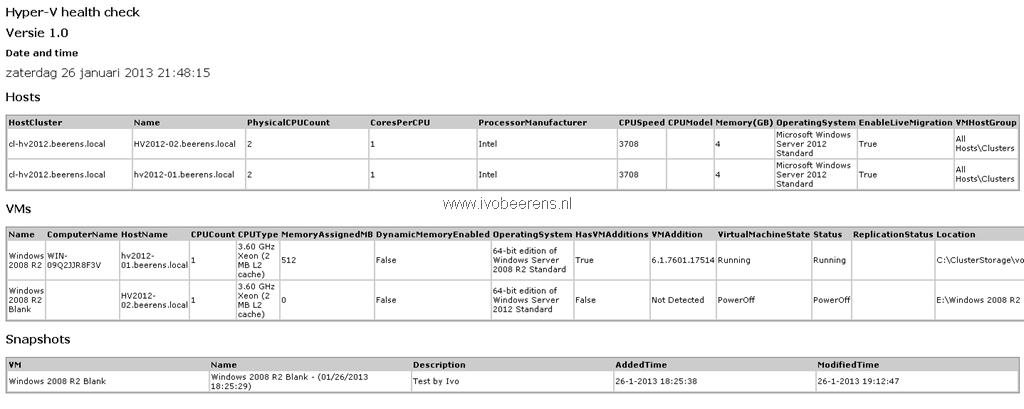 Hyper-V health check
Versie 1.0
Date and time
zaterdag 26 januari 2013 21:48:15
Hosts
HostCluster Name PhysicalCPUCount CoresPerCPU ProcessorManufacturer CPUSpeed CPUModel Memory(GB) OperatingSystem EnableLiveMigration VMHostGroup
cl-hv2012.beerens.local HV2012-02.beerens.local 2 1 Intel 3708 4 Microsoft Windows Server 2012 Standard True All Hosts\Clusters
cl-hv2012.beerens.local hv2012-01.beerens.local 2 1 Intel 3708 4 Microsoft Windows Server 2012 Standard True All Hosts\Clusters
www.ivobeerens.nl
VMs
Name ComputerName HostName CPUCount CPUType MemoryAssignedMB DynamicMemoryEnabled OperatingSystem HasVMAdditions VMAddition VirtualMachineState Status ReplicationStatus Location
Windows 2008 R2 WIN-09Q2JJR8F3V hv2012-01.beerens.local 1 3.60 GHz Xeon (2 MB L2 cache) 512 False 64-bit edition of Windows Server 2008 R2 Standard True 6.1.7601.17514 Running Running C:\ClusterStorage\vo
Windows 2008 R2 Blank HV2012-02.beerens.local 1 3.60 GHz Xeon (2 MB L2 cache) 0 False 64-bit edition of Windows Server 2012 Standard False Not Detected PowerOff PowerOff E:\Windows 2008 R2
Snapshots
VM Name Description AddedTime ModifiedTime
Windows 2008 R2 Blank Windows 2008 R2 Blank - (01/26/2013 18:25:29) Test by Ivo 26-1-2013 18:25:38 26-1-2013 19:12:47